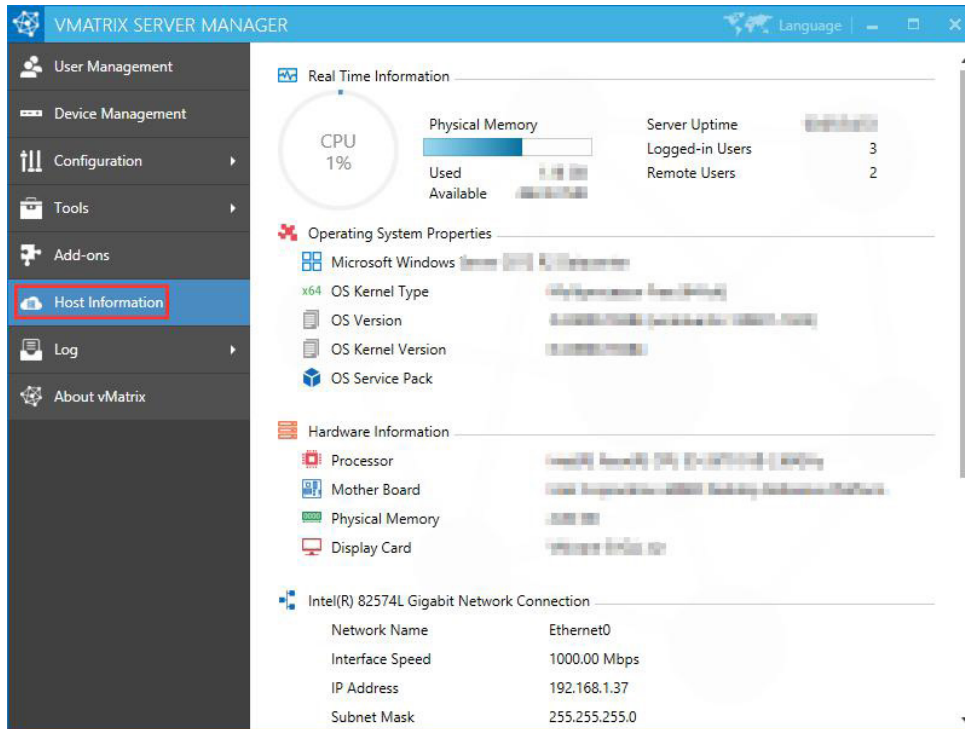 VMATRIX SERVER MANAGER
Language
User Management
Device Management
Configuration
Tools
Add-ons
Host Information
Log
About vMatrix
Real Time Information
CPU
1%
Physical Memory
Used
Available
Server Uptime
Logged-in Users 3
Remote Users 2
Operating System Properties
Microsoft Windows
x64 OS Kernel Type
OS Version
OS Kernel Version
OS Service Pack
Hardware Information
Processor
Mother Board
Physical Memory
Display Card
Intel(R) 82574L Gigabit Network Connection
Network Name Ethernet0
Interface Speed 1000.00 Mbps
IP Address 192.168.1.37
Subnet Mask 255.255.255.0